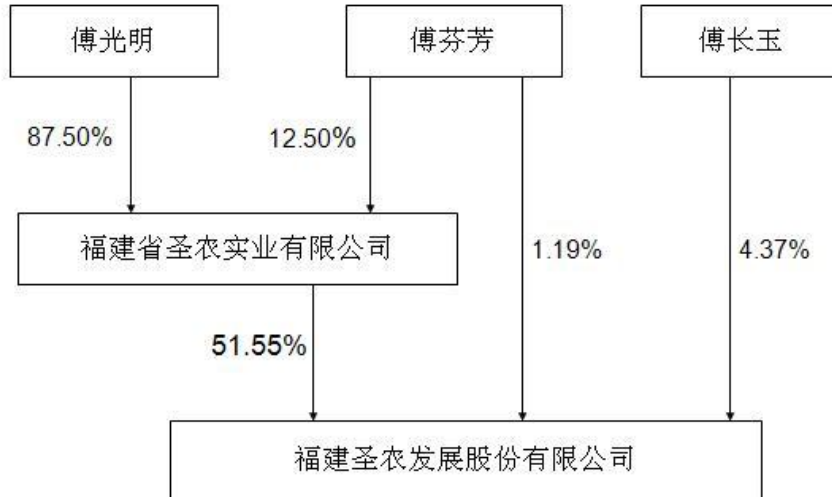 傅光明
傅芬芳
傅长玉
87.50%
12.50%
福建省圣农实业有限公司
1.19%
4.37%
51.55%
福建圣农发展股份有限公司